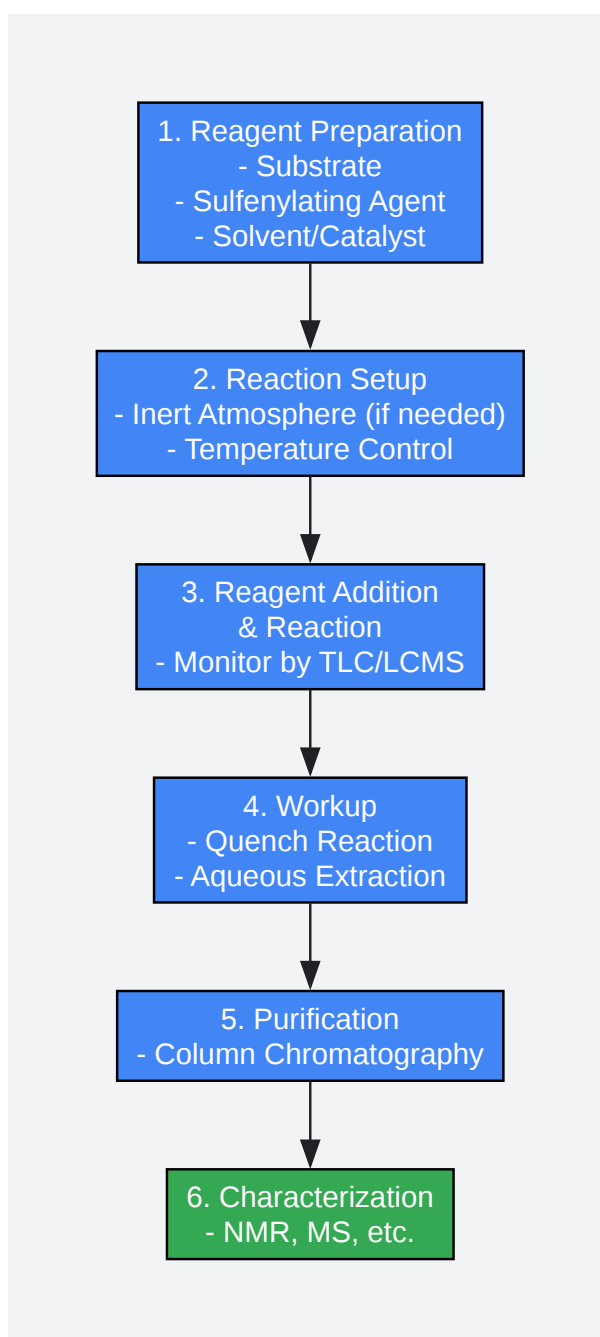 1. Reagent Preparation
- Substrate
- Sulfenylating Agent
- Solvent/Catalyst
2. Reaction Setup
- Inert Atmosphere (if needed)
- Temperature Control
3. Reagent Addition
& Reaction
- Monitor by TLC/LCMS
4. Workup
- Quench Reaction
- Aqueous Extraction
5. Purification
- Column Chromatography
6. Characterization
- NMR, MS, etc.